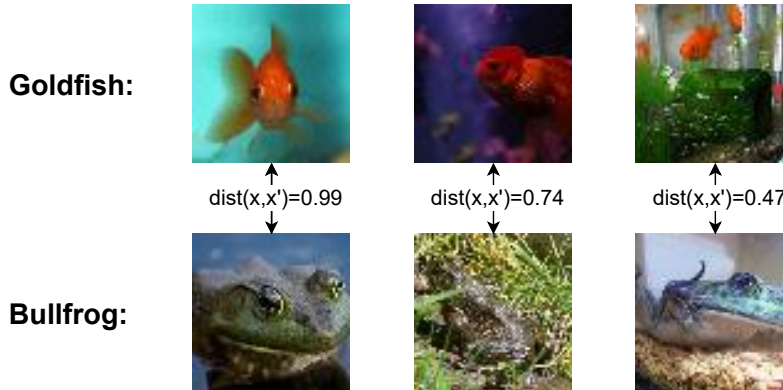 Goldfish:
dist(x,x')=0.99
dist(x,x')=0.74
dist(x,x')=0.47
Bullfrog: